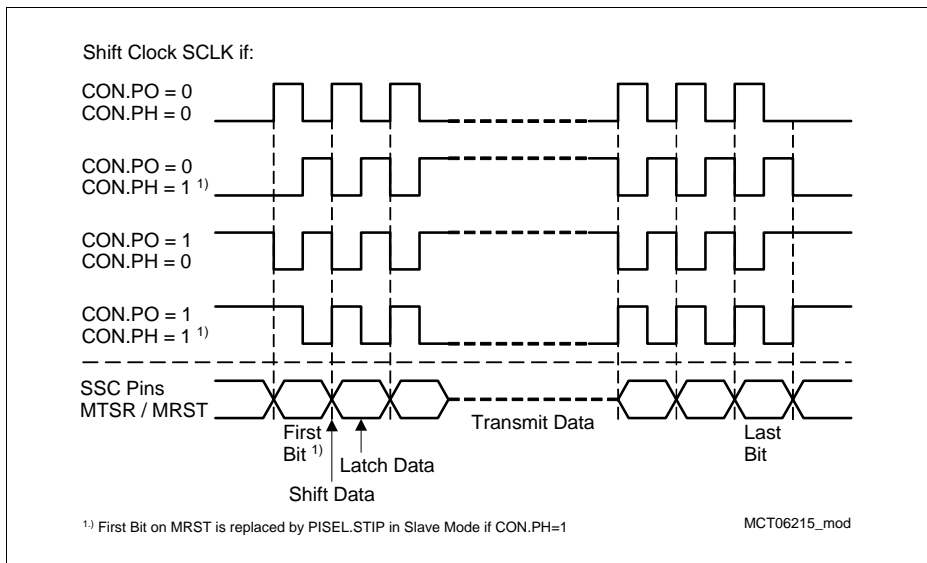 Shift Clock SCLK if:
CON.PO = 0
CON.PH = 0
CON.PO = 0
CON.PH = 1 ¹⁾
CON.PO = 1
CON.PH = 0
CON.PO = 1
CON.PH = 1 ¹⁾
SSC Pins
MTSR / MRST
Transmit Data
First
Bit ¹⁾
Last
Bit
Latch Data
Shift Data
¹·⁾ First Bit on MRST is replaced by PISEL.STIP in Slave Mode if CON.PH=1
MCT06215_mod